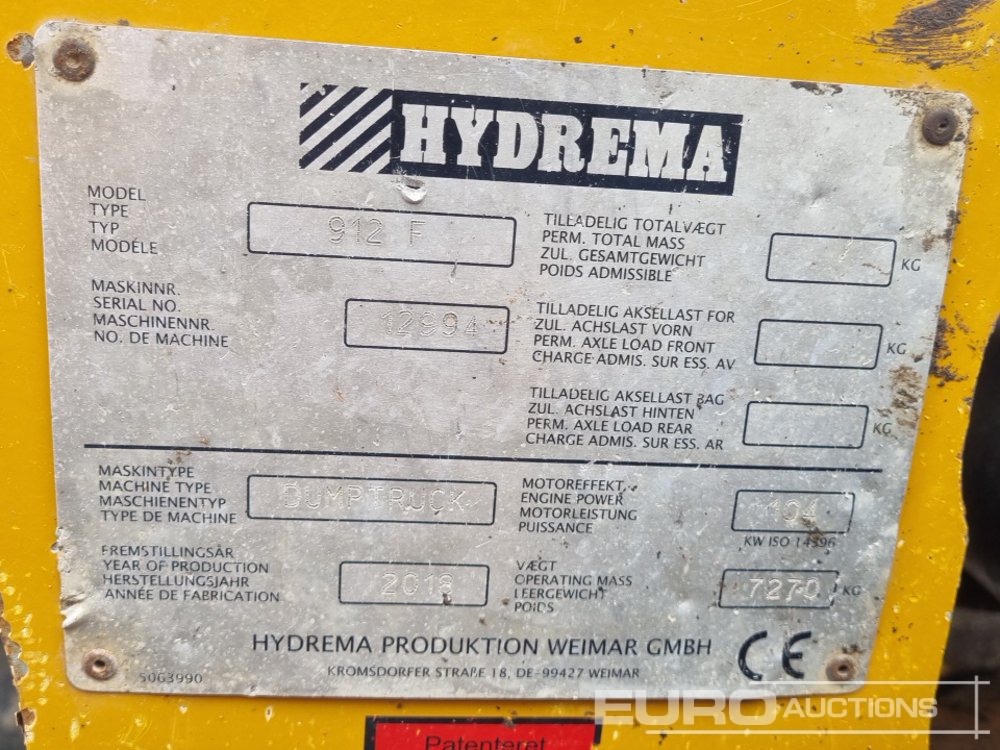 HYDREMA
MODEL
TYPE
TYP
MODÈLE
912 F
MASKINNR.
SERIAL NO.
MASCHINENNR.
NO. DE MACHINE
12994
TILLADELIG TOTALVÆGT
PERM. TOTAL MASS
ZUL. GESAMTGEWICHT
POIDS ADMISSIBLE
KG
TILLADELIG AKSELLAST FOR
ZUL. ACHSLAST VORN
PERM. AXLE LOAD FRONT
CHARGE ADMIS. SUR ESS. AV
KG
TILLADELIG AKSELLAST BAG
ZUL. ACHSLAST HINTEN
PERM. AXLE LOAD REAR
CHARGE ADMIS. SUR ESS. AR
KG
MASKINTYPE
MACHINE TYPE
MASCHIENENTYP
TYPE DE MACHINE
DUMPTRUCK
FREMSTILLINGSÅR
YEAR OF PRODUCTION
HERSTELLUNGSJAHR
ANNÉE DE FABRICATION
2018
MOTOREFFEKT,
ENGINE POWER
MOTORLEISTUNG
PUISSANCE
104
KW ISO 14396
VÆGT
OPERATING MASS
LEERGEWICHT
POIDS
7270 KG
HYDREMA PRODUKTION WEIMAR GMBH
KROMSDORFER STRAßE 18, DE-99427 WEIMAR
CE
5063990
EURO AUCTIONS
Patenteret